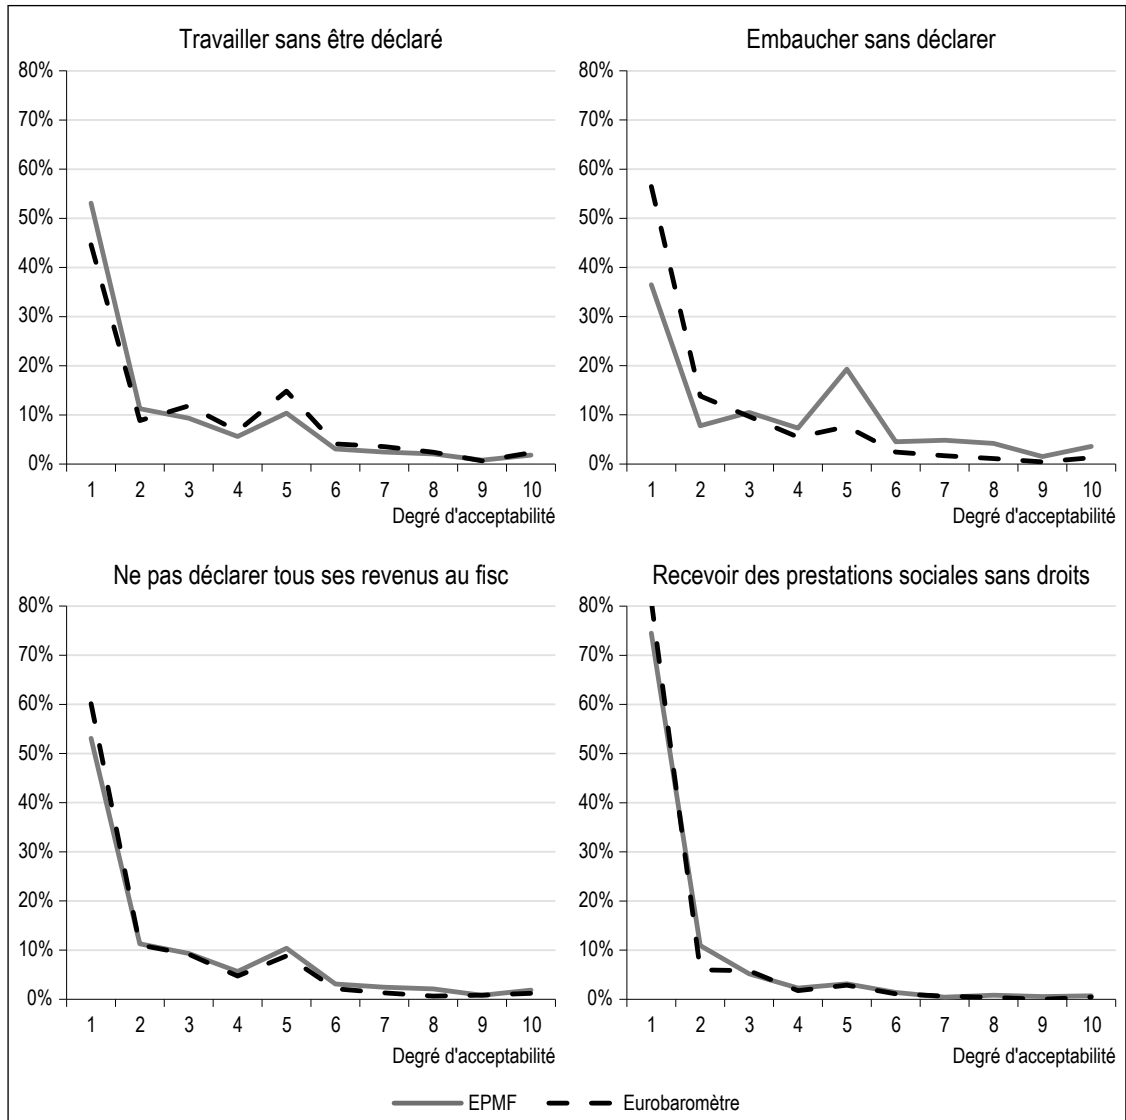 Travailler sans être déclaré
80%
70%
60%
50%
40%
30%
20%
10%
0%
1 2 3 4 5 6 7 8 9 10
Degré d'acceptabilité
Embaucher sans déclarer
80%
70%
60%
50%
40%
30%
20%
10%
0%
1 2 3 4 5 6 7 8 9 10
Degré d'acceptabilité
Ne pas déclarer tous ses revenus au fisc
80%
70%
60%
50%
40%
30%
20%
10%
0%
1 2 3 4 5 6 7 8 9 10
Degré d'acceptabilité
Recevoir des prestations sociales sans droits
80%
70%
60%
50%
40%
30%
20%
10%
0%
1 2 3 4 5 6 7 8 9 10
Degré d'acceptabilité
EPMF Eurobaromètre